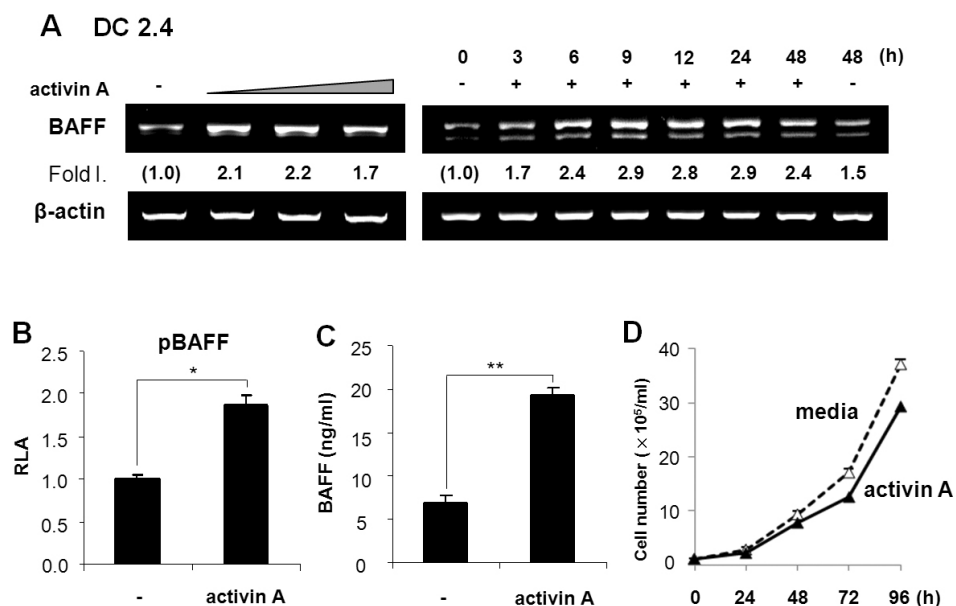 A DC 2.4
0 3 6 9 12 24 48 48 (h)
activin A - - + + + + + + -
BAFF
Fold I. (1.0) 2.1 2.2 1.7 (1.0) 1.7 2.4 2.9 2.8 2.9 2.4 1.5
β-actin
B pBAFF
RLA
2.5
2.0
1.5
1.0
0.5
0.0
*
- activin A
C
BAFF (ng/ml)
25
20
15
10
5
0
**
- activin A
D
Cell number ( × 10⁵/ml)
40
30
20
10
0
media
activin A
0 24 48 72 96 (h)